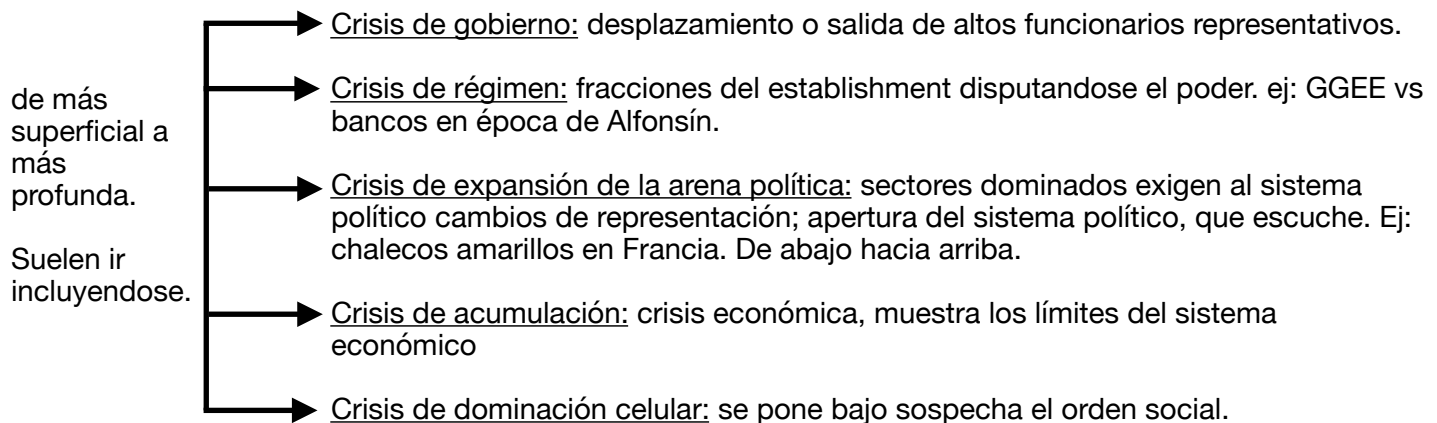 Crisis de gobierno: desplazamiento o salida de altos funcionarios representativos.
Crisis de régimen: fracciones del establishment disputandose el poder. ej: GGEE vs
bancos en época de Alfonsín.
de más
superficial a
más
profunda.
Suelen ir
incluyendose.
Crisis de expansión de la arena política: sectores dominados exigen al sistema
político cambios de representación; apertura del sistema político, que escuche. Ej:
chalecos amarillos en Francia. De abajo hacia arriba.
Crisis de acumulación: crisis económica, muestra los límites del sistema
económico
Crisis de dominación celular: se pone bajo sospecha el orden social.